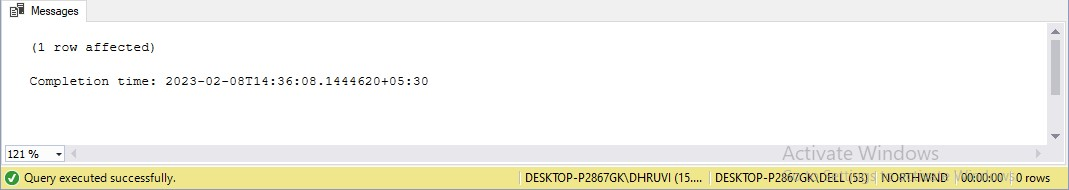 Messages
(1 row affected)
Completion time: 2023-02-08T14:36:08.1444620+05:30
121 %
Activate Windows
Query executed successfully.
DESKTOP-P2867GK\DHRUVI (15....
DESKTOP-P2867GK\DELL (53)
NORTHWND
00:00:00
0 rows